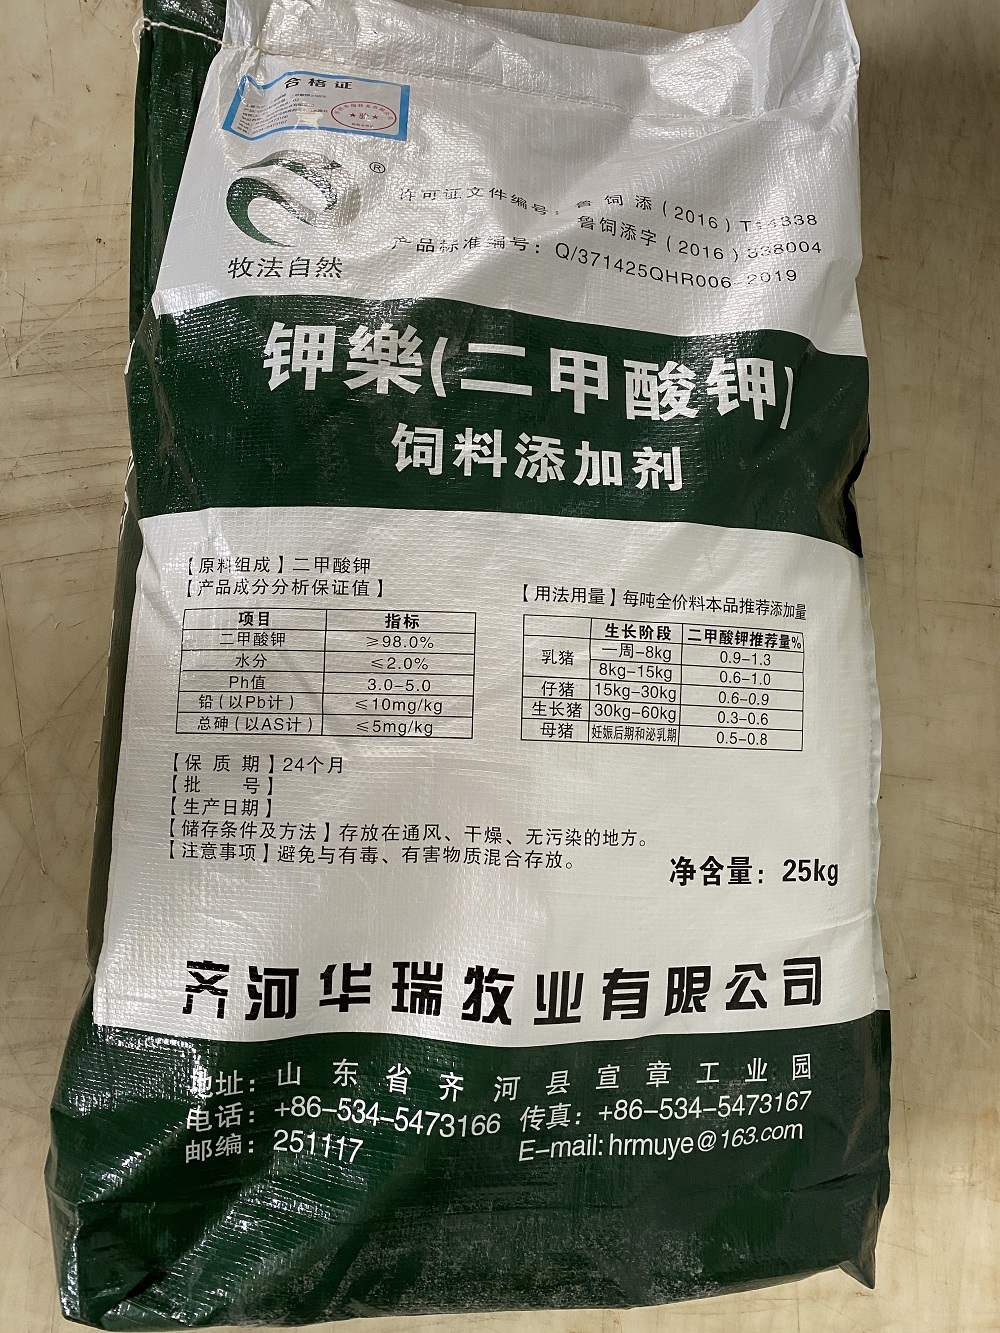 合格证
®
牧法自然
许可证文件编号：鲁饲添(2016)
鲁饲添字(2016)
产品标准编号：Q/371425QHR006 2019
钾樂(二甲酸钾)
饲料添加剂
【原料组成】二甲酸钾
【产品成分分析保证值】
项目 指标
二甲酸钾 ≥98.0%
水分 ≤2.0%
Ph值 3.0-5.0
铅(以Pb计) ≤10mg/kg
总砷(以AS计) ≤5mg/kg
【用法用量】每吨全价料本品推荐添加量
生长阶段 二甲酸钾推荐量%
乳猪 一周-8kg 0.9-1.3
8kg-15kg 0.6-1.0
仔猪 15kg-30kg 0.6-0.9
生长猪 30kg-60kg 0.3-0.6
母猪 妊娠后期和泌乳期 0.5-0.8
【保质期】24个月
【批号】
【生产日期】
【储存条件及方法】存放在通风、干燥、无污染的地方。
【注意事项】避免与有毒、有害物质混合存放。
净含量：25kg
齐河华瑞牧业有限公司
地址：山东省齐河县宣章工业园
电话：+86-534-5473166 传真：+86-534-5473167
邮编：251117 E-mail:hrmuye@163.com